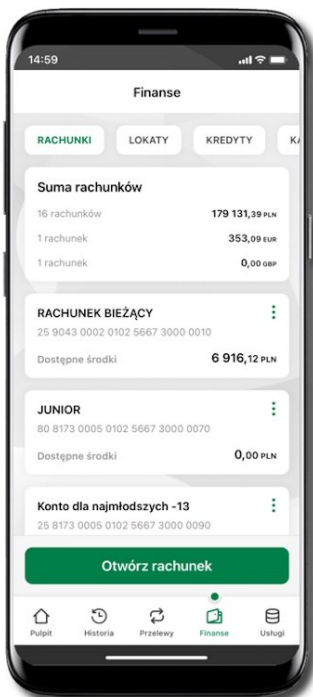 14:59
Finanse
RACHUNKI LOKATY KREDYTY KA
Suma rachunków
16 rachunków 179 131,39 PLN
1 rachunek 353,09 EUR
1 rachunek 0,00 GBP
RACHUNEK BIEŻĄCY
25 9043 0002 0102 5667 3000 0010
Dostępne środki 6 916,12 PLN
JUNIOR
80 8173 0005 0102 5667 3000 0070
Dostępne środki 0,00 PLN
Konto dla najmłodszych -13
25 8173 0005 0102 5667 3000 0090
Otwórz rachunek
Pulpit Historia Przelewy Finanse Usługi